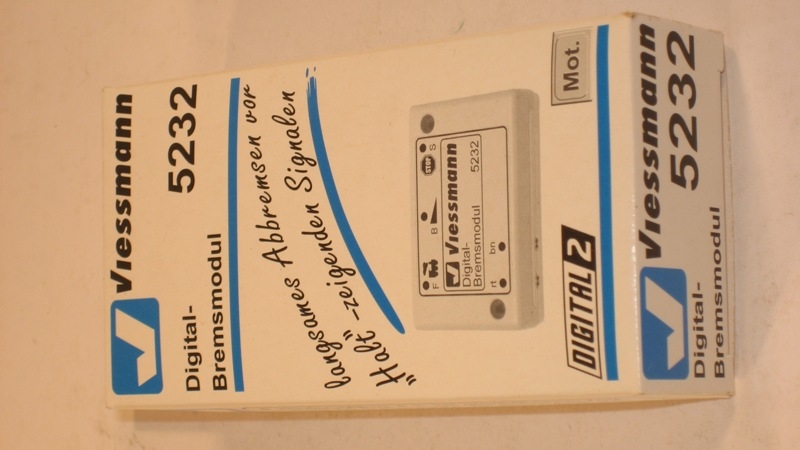 Viessmann
5232
Digital-
Bremsmodul
langsames Abbremsen vor
"Halt"-zeigenden Signalen
F B STOP S
Viessmann
Digital-
Bremsmodul 5232
rt bn
DIGITAL 2
Mot.
Viessmann
5232
Digital-
Bremsmodul